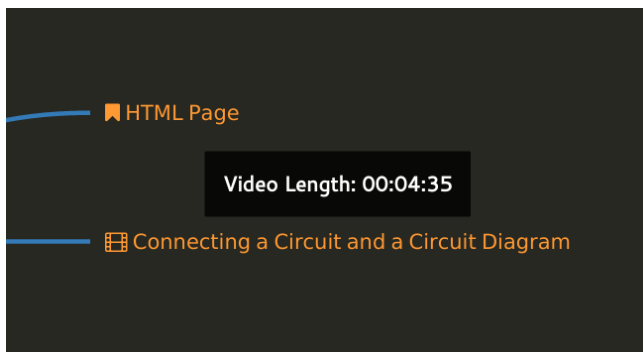 HTML Page
Video Length: 00:04:35
Connecting a Circuit and a Circuit Diagram